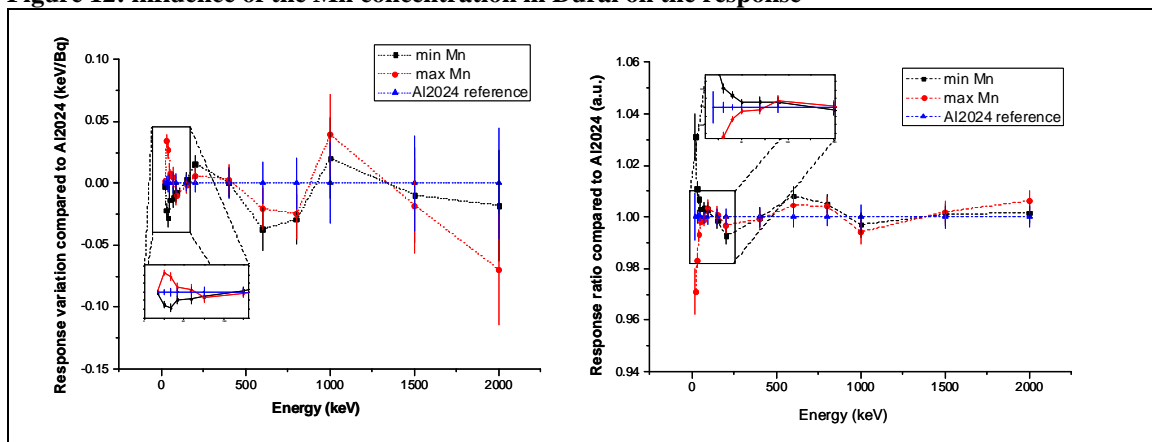 Figure 12: Influence of the Mn concentration in Dural on the response
Response variation compared to Al2024 (keV/Bq)
0.10
0.05
0.00
-0.05
-0.10
-0.15
0
500
1000
1500
2000
Energy (keV)
min Mn
max Mn
Al2024 reference
Response ratio compared to Al2024 (a.u.)
1.06
1.04
1.02
1.00
0.98
0.96
0.94
0
500
1000
1500
2000
Energy (keV)
min Mn
max Mn
Al2024 reference